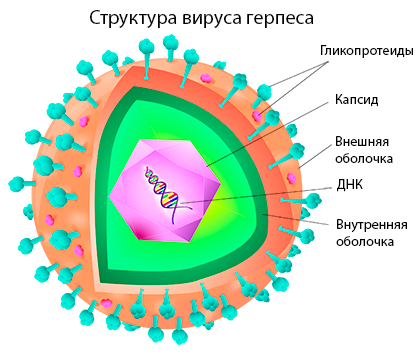 Структура вируса герпеса
Гликопротеиды
Капсид
Внешняя
оболочка
ДНК
Внутренняя
оболочка